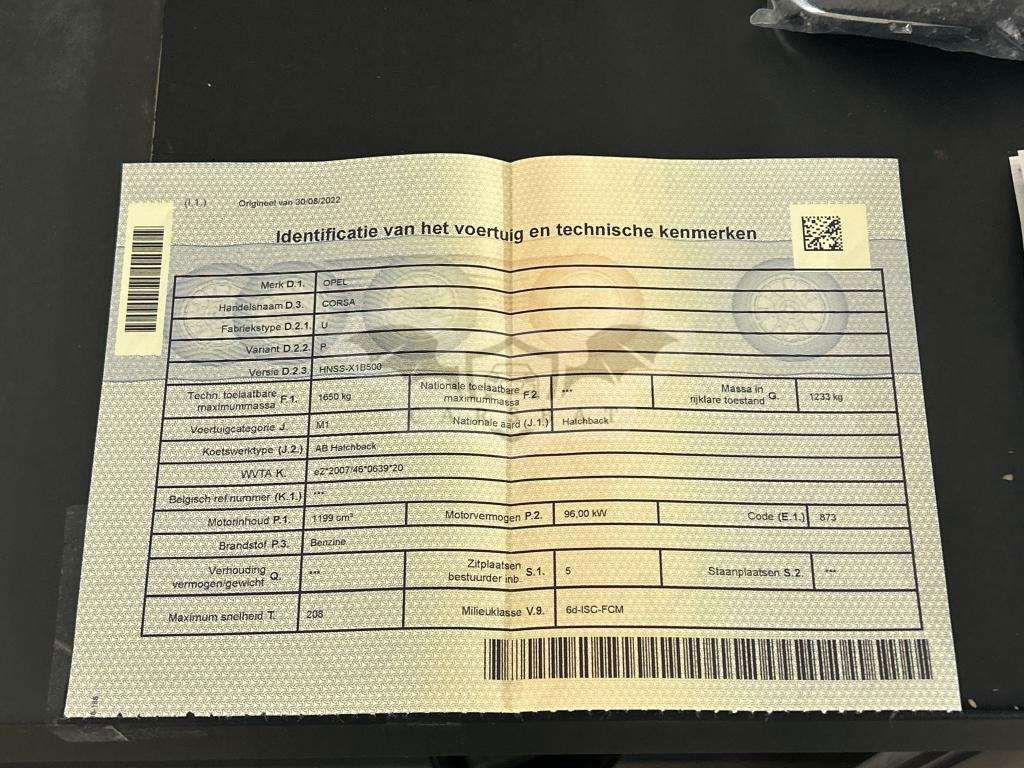 (I.1.) Origineel van 30/08/2022
Identificatie van het voertuig en technische kenmerken
Merk D.1. OPEL
Handelsnaam D.3. CORSA
Fabriekstype D.2.1. U
Variant D.2.2. P
Versie D.2.3. HNSS-X1B500
Techn. toelaatbare maximummassa F.1. 1650 kg Nationale toelaatbare maximummassa F.2. *** Massa in rijklare toestand G. 1233 kg
Voertuigcategorie J. M1 Nationale aard (J.1.) Hatchback
Koetswerktype (J.2.) AB Hatchback
WVTA K. e2*2007/46*0639*20
Belgisch ref.nummer (K.1.) ***
Motorinhoud P.1. 1199 cm³ Motorvermogen P.2. 96,00 kW Code (E.1.) 873
Brandstof P.3. Benzine
Verhouding vermogen/gewicht Q. *** Zitplaatsen bestuurder inb. S.1. 5 Staanplaatsen S.2. ***
Maximum snelheid T. 208 Milieuklasse V.9. 6d-ISC-FCM